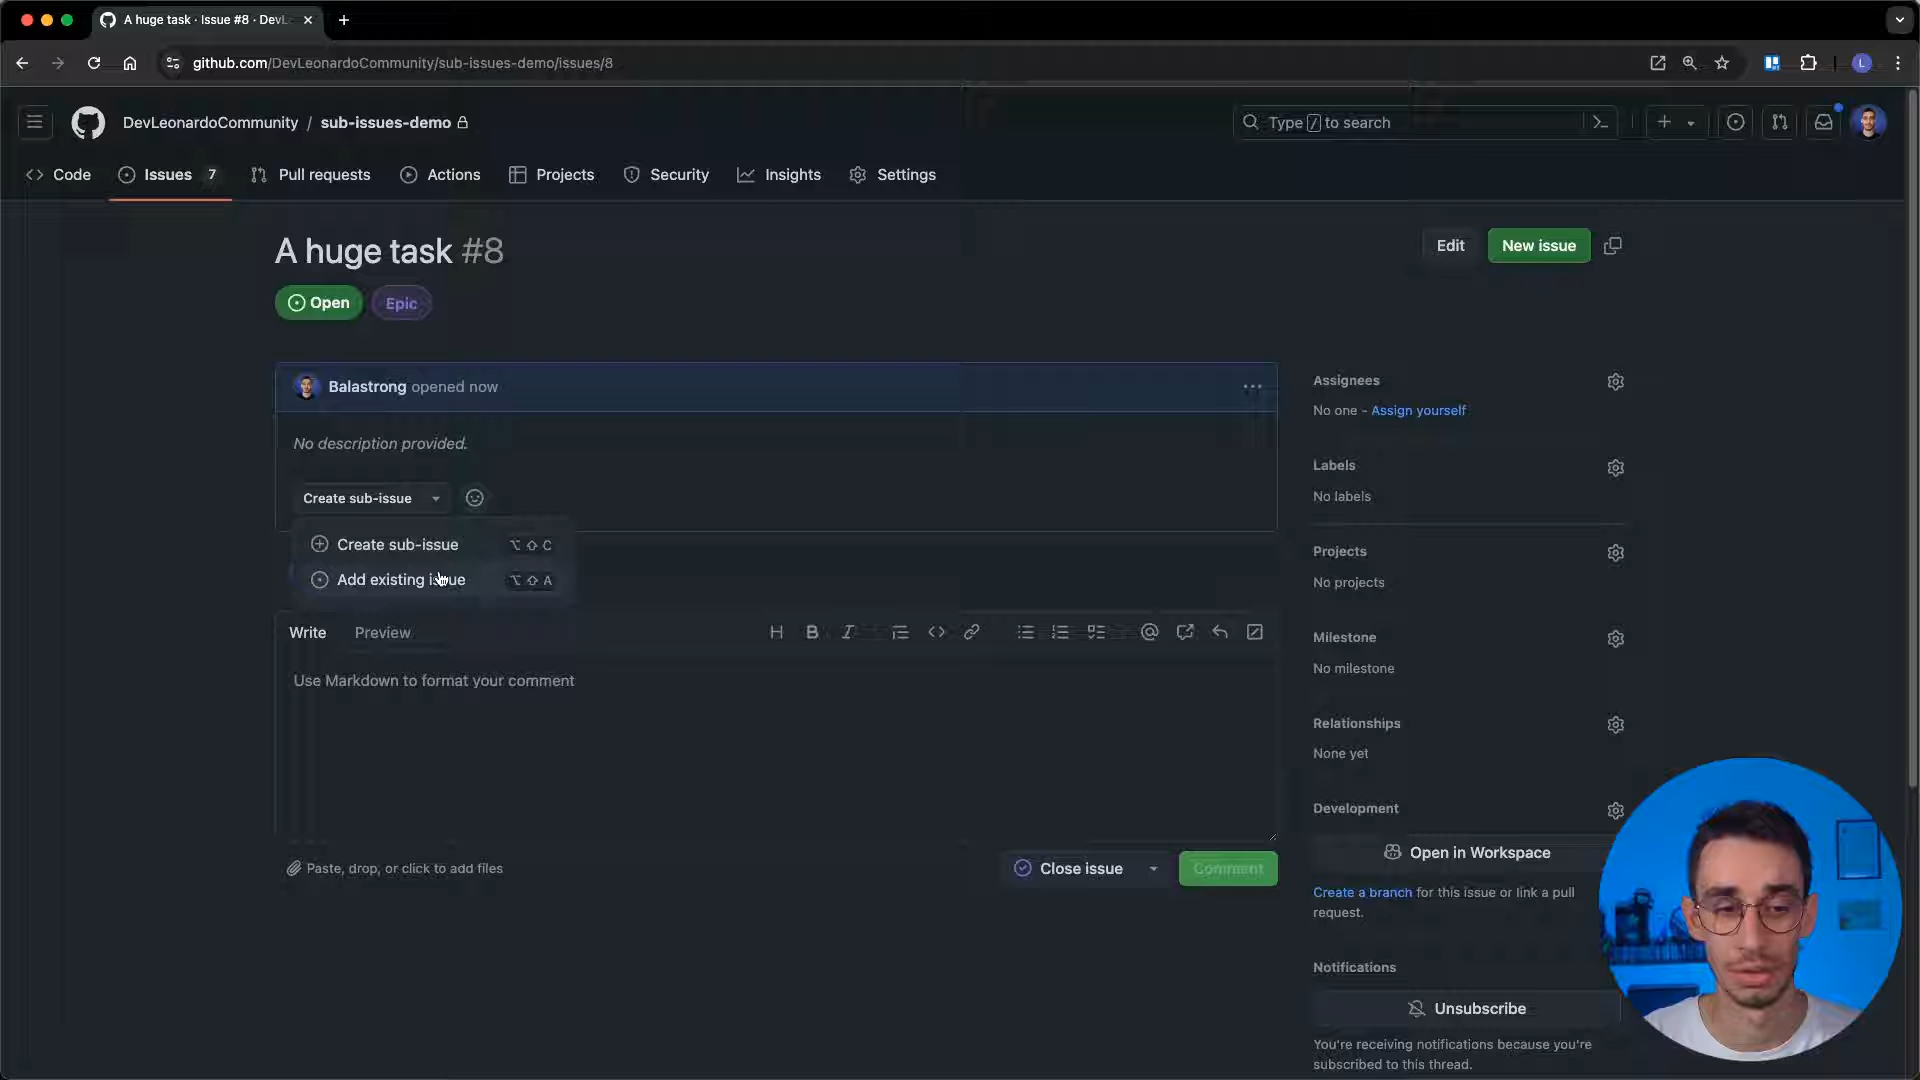 A huge task · Issue #8 · DevL
github.com/DevLeonardoCommunity/sub-issues-demo/issues/8
L
DevLeonardoCommunity / sub-issues-demo
Type / to search
Code
Issues 7
Pull requests
Actions
Projects
Security
Insights
Settings
A huge task #8
Edit
New issue
Open
Epic
Balastrong opened now
No description provided.
Create sub-issue
Create sub-issue ⌥ ⇧ C
Add existing issue ⌥ ⇧ A
Write
Preview
Use Markdown to format your comment
Paste, drop, or click to add files
Close issue
Comment
Assignees
No one - Assign yourself
Labels
No labels
Projects
No projects
Milestone
No milestone
Relationships
None yet
Development
Open in Workspace
Create a branch for this issue or link a pull
request.
Notifications
Unsubscribe
You're receiving notifications because you're
subscribed to this thread.